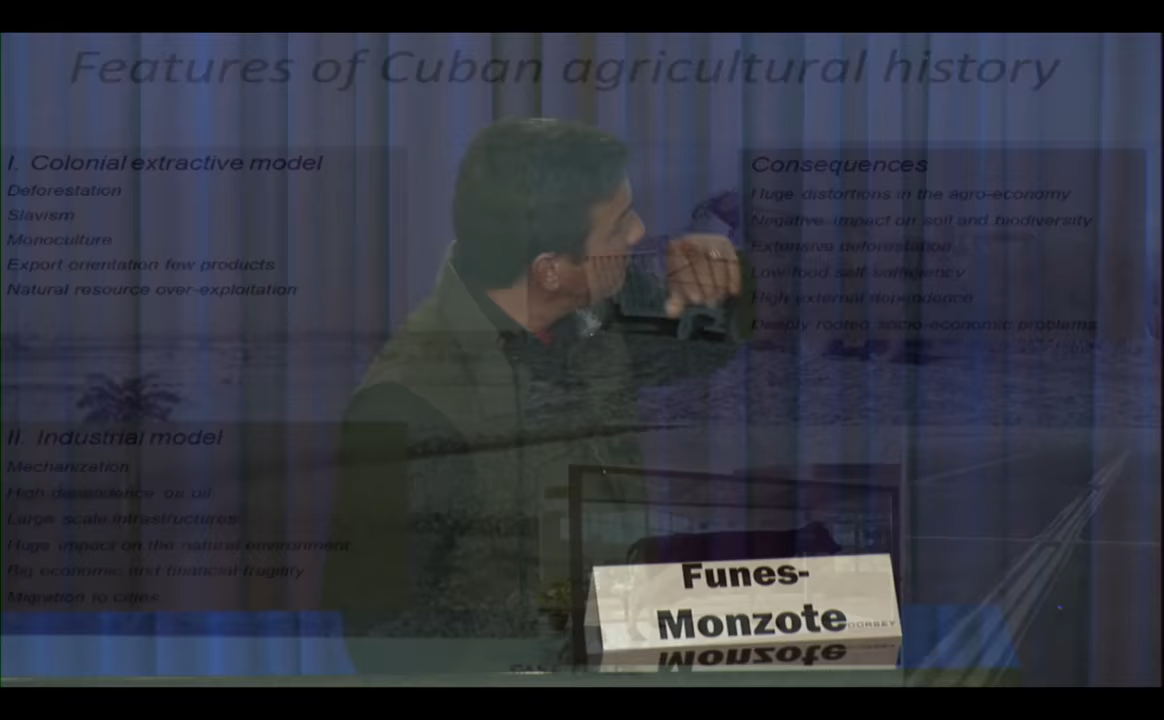 Features of Cuban agricultural history
I. Colonial extractive model
Deforestation
Slavism
Monoculture
Export orientation few products
Natural resource over-exploitation
Consequences
Huge distortions in the agro-economy
Negative impact on soil and biodiversity
Extensive deforestation
Low food self-sufficiency
High external dependence
Deeply rooted socio-economic problems
II. Industrial model
Mechanization
High dependence on oil
Large scale infrastructures
Huge impact on the natural environment
Big economic and financial fragility
Migration to cities
Funes-
Monzote
DORSEY
Monzote